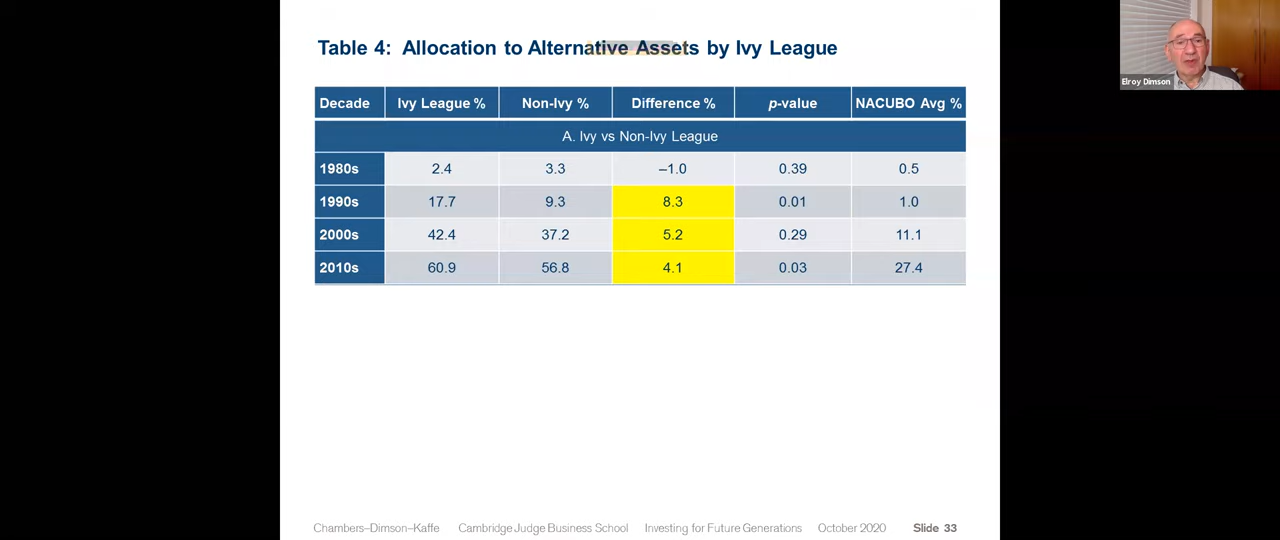 Table 4: Allocation to Alternative Assets by Ivy League
Decade Ivy League % Non-Ivy % Difference % p-value NACUBO Avg %
A. Ivy vs Non-Ivy League
1980s 2.4 3.3 –1.0 0.39 0.5
1990s 17.7 9.3 8.3 0.01 1.0
2000s 42.4 37.2 5.2 0.29 11.1
2010s 60.9 56.8 4.1 0.03 27.4
Chambers–Dimson–Kaffe Cambridge Judge Business School Investing for Future Generations October 2020 Slide 33
Elroy Dimson